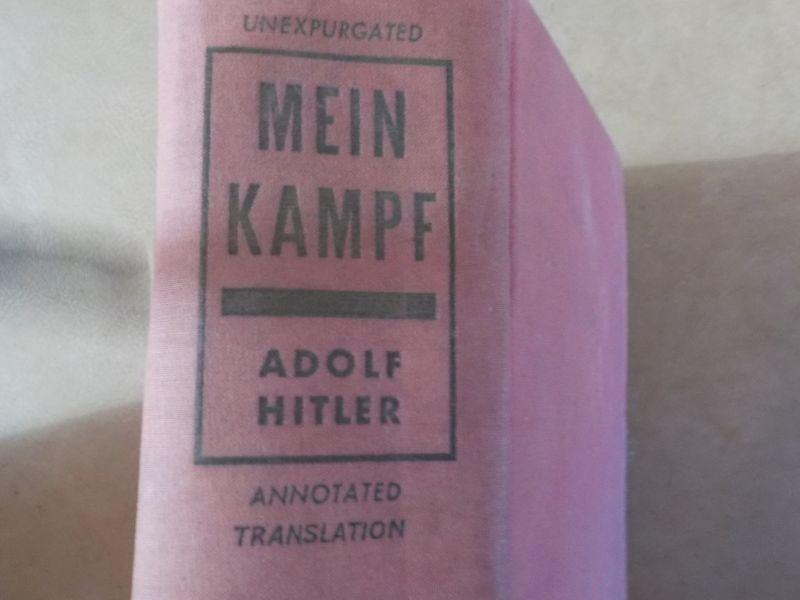 UNEXPURGATED
MEIN
KAMPF
ADOLF
HITLER
ANNOTATED
TRANSLATION